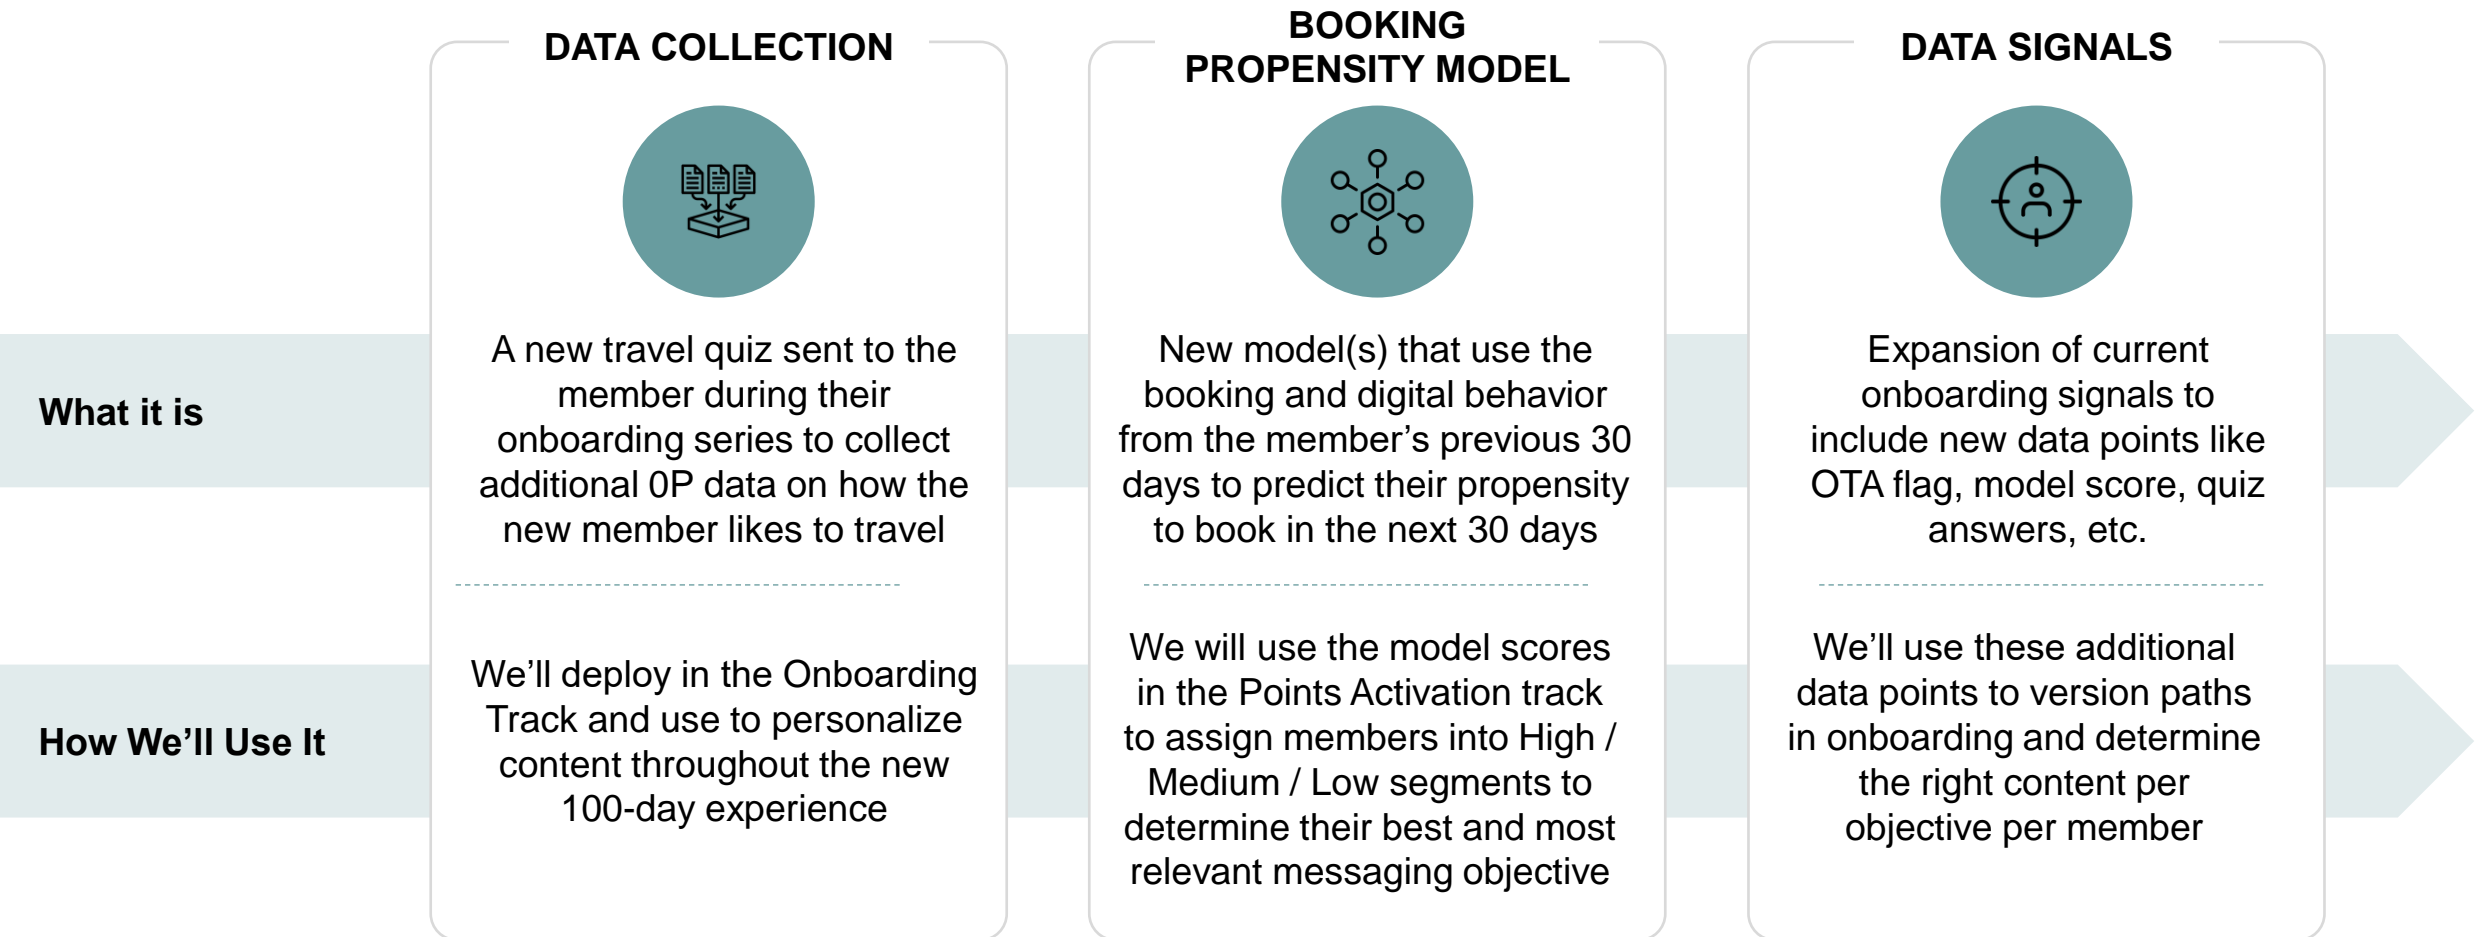 DATA COLLECTION
BOOKING
PROPENSITY MODEL
DATA SIGNALS
What it is
A new travel quiz sent to the
member during their
onboarding series to collect
additional 0P data on how the
new member likes to travel
New model(s) that use the
booking and digital behavior
from the member’s previous 30
days to predict their propensity
to book in the next 30 days
Expansion of current
onboarding signals to
include new data points like
OTA flag, model score, quiz
answers, etc.
How We’ll Use It
We’ll deploy in the Onboarding
Track and use to personalize
content throughout the new
100-day experience
We will use the model scores
in the Points Activation track
to assign members into High /
Medium / Low segments to
determine their best and most
relevant messaging objective
We’ll use these additional
data points to version paths
in onboarding and determine
the right content per
objective per member